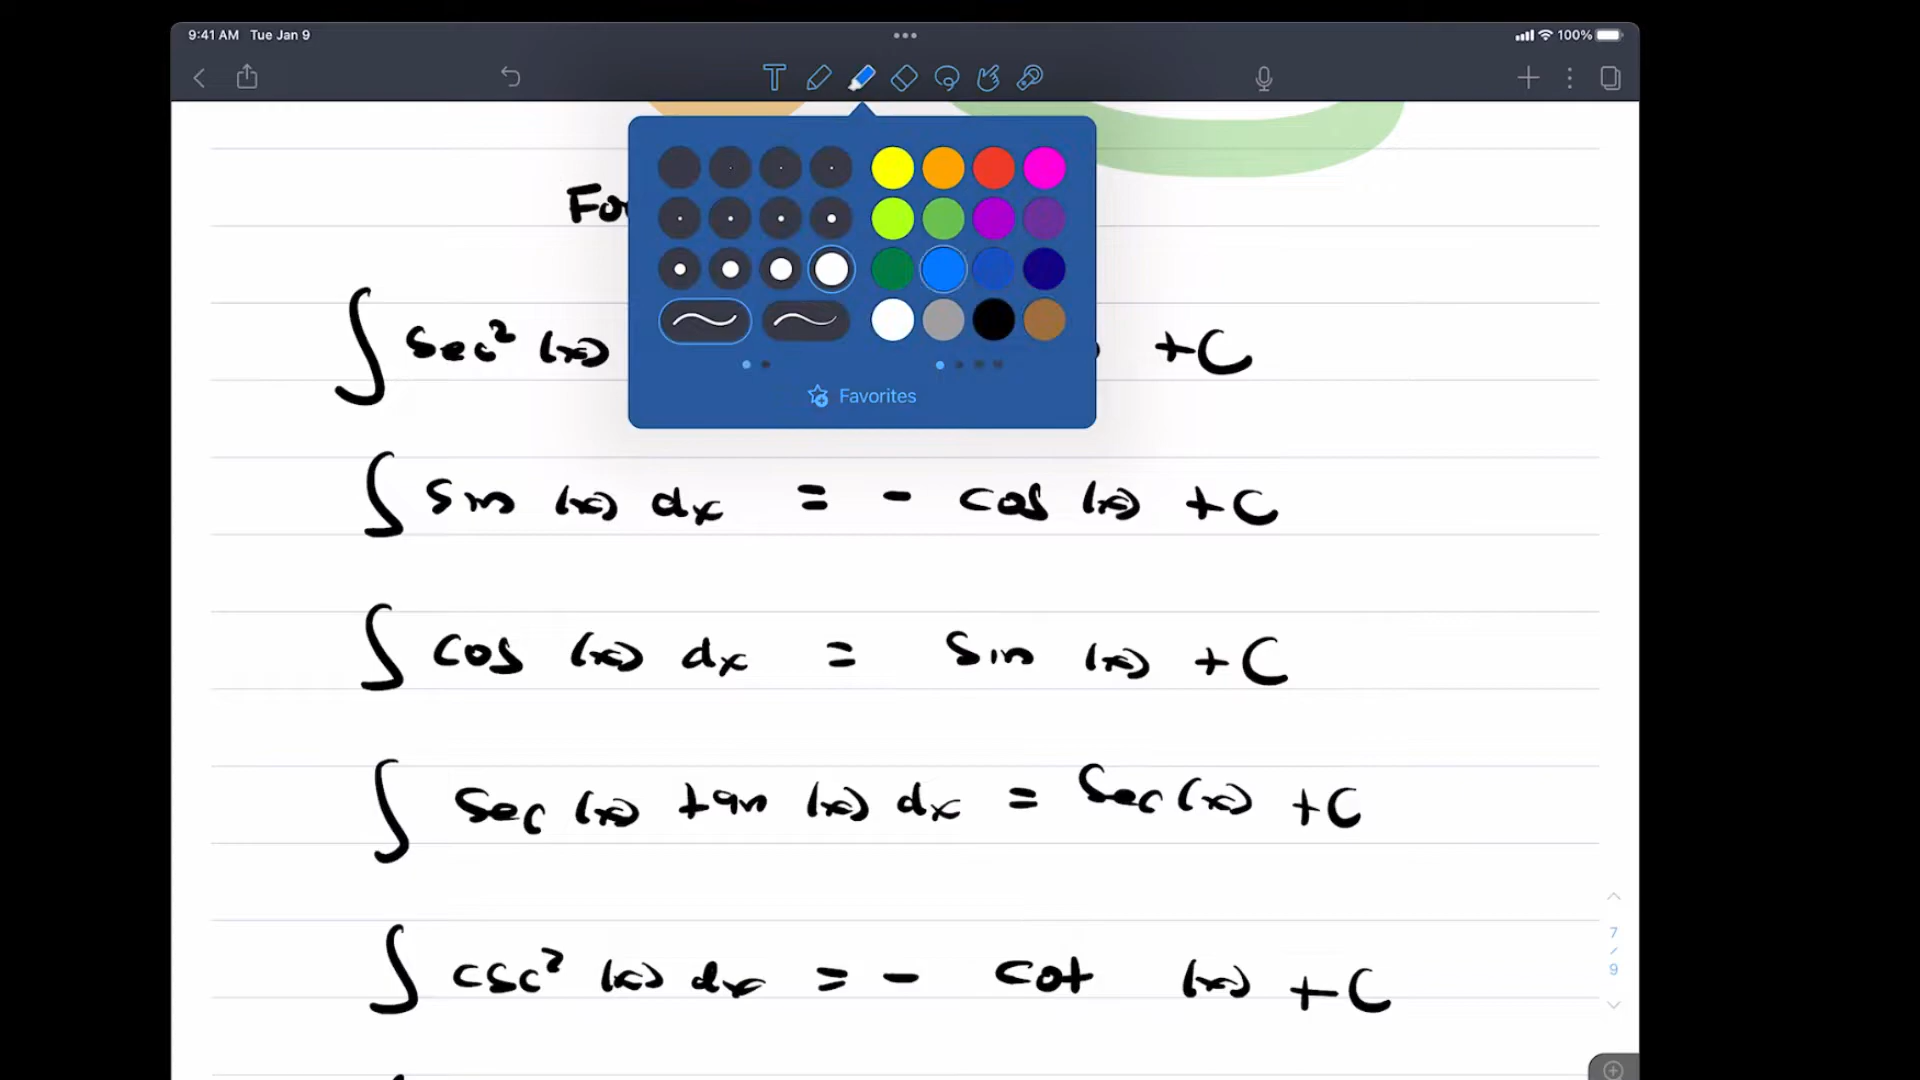 9:41 AM Tue Jan 9
100%
T
Fo
∫ sec² (x) +C
Favorites
∫ sin (x) dx = - cos (x) +C
∫ cos (x) dx = sin (x) +C
∫ sec (x) tan (x) dx = sec (x) +C
7
/
9
∫ csc² (x) dx = - cot (x) +C